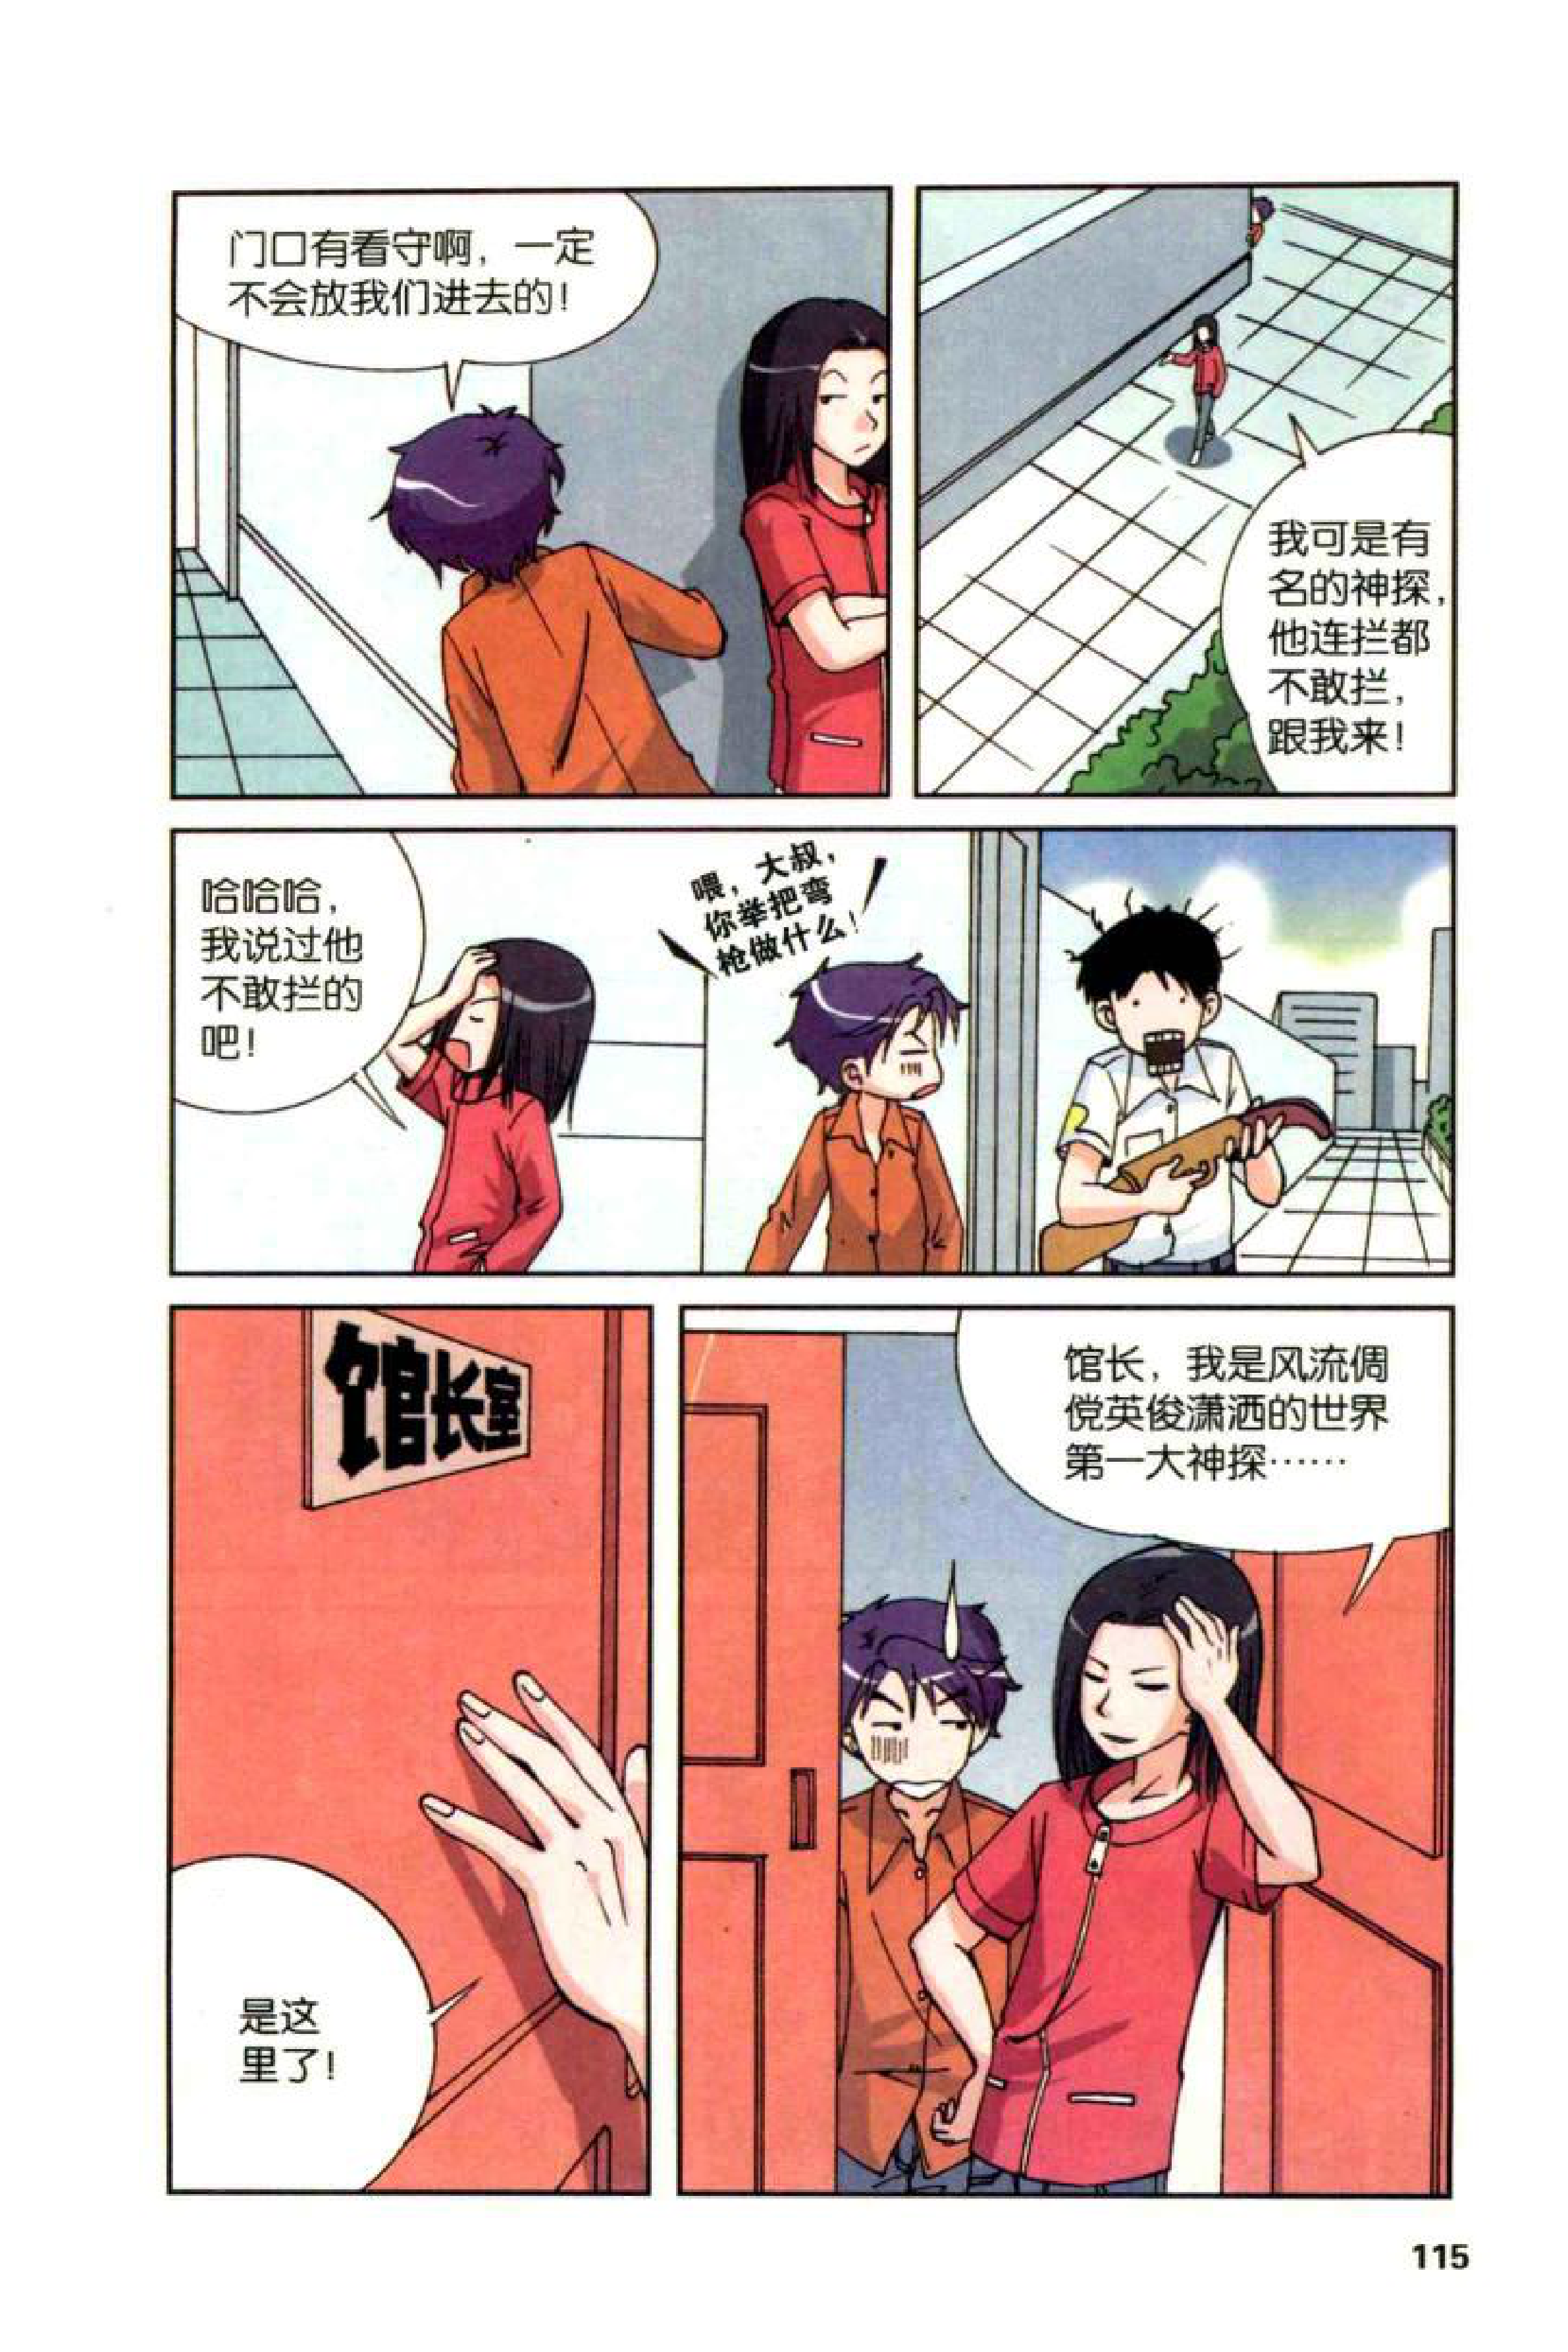 门口有看守啊，一定
不会放我们进去的！
我可是有
名的神探，
他连拦都
不敢拦，
跟我来！
哈哈哈，
我说过他
不敢拦的
吧！
喂，大叔，
你举把弯
枪做什么！
馆长室
是这
里了！
馆长，我是风流倜
傥英俊潇洒的世界
第一大神探……
115